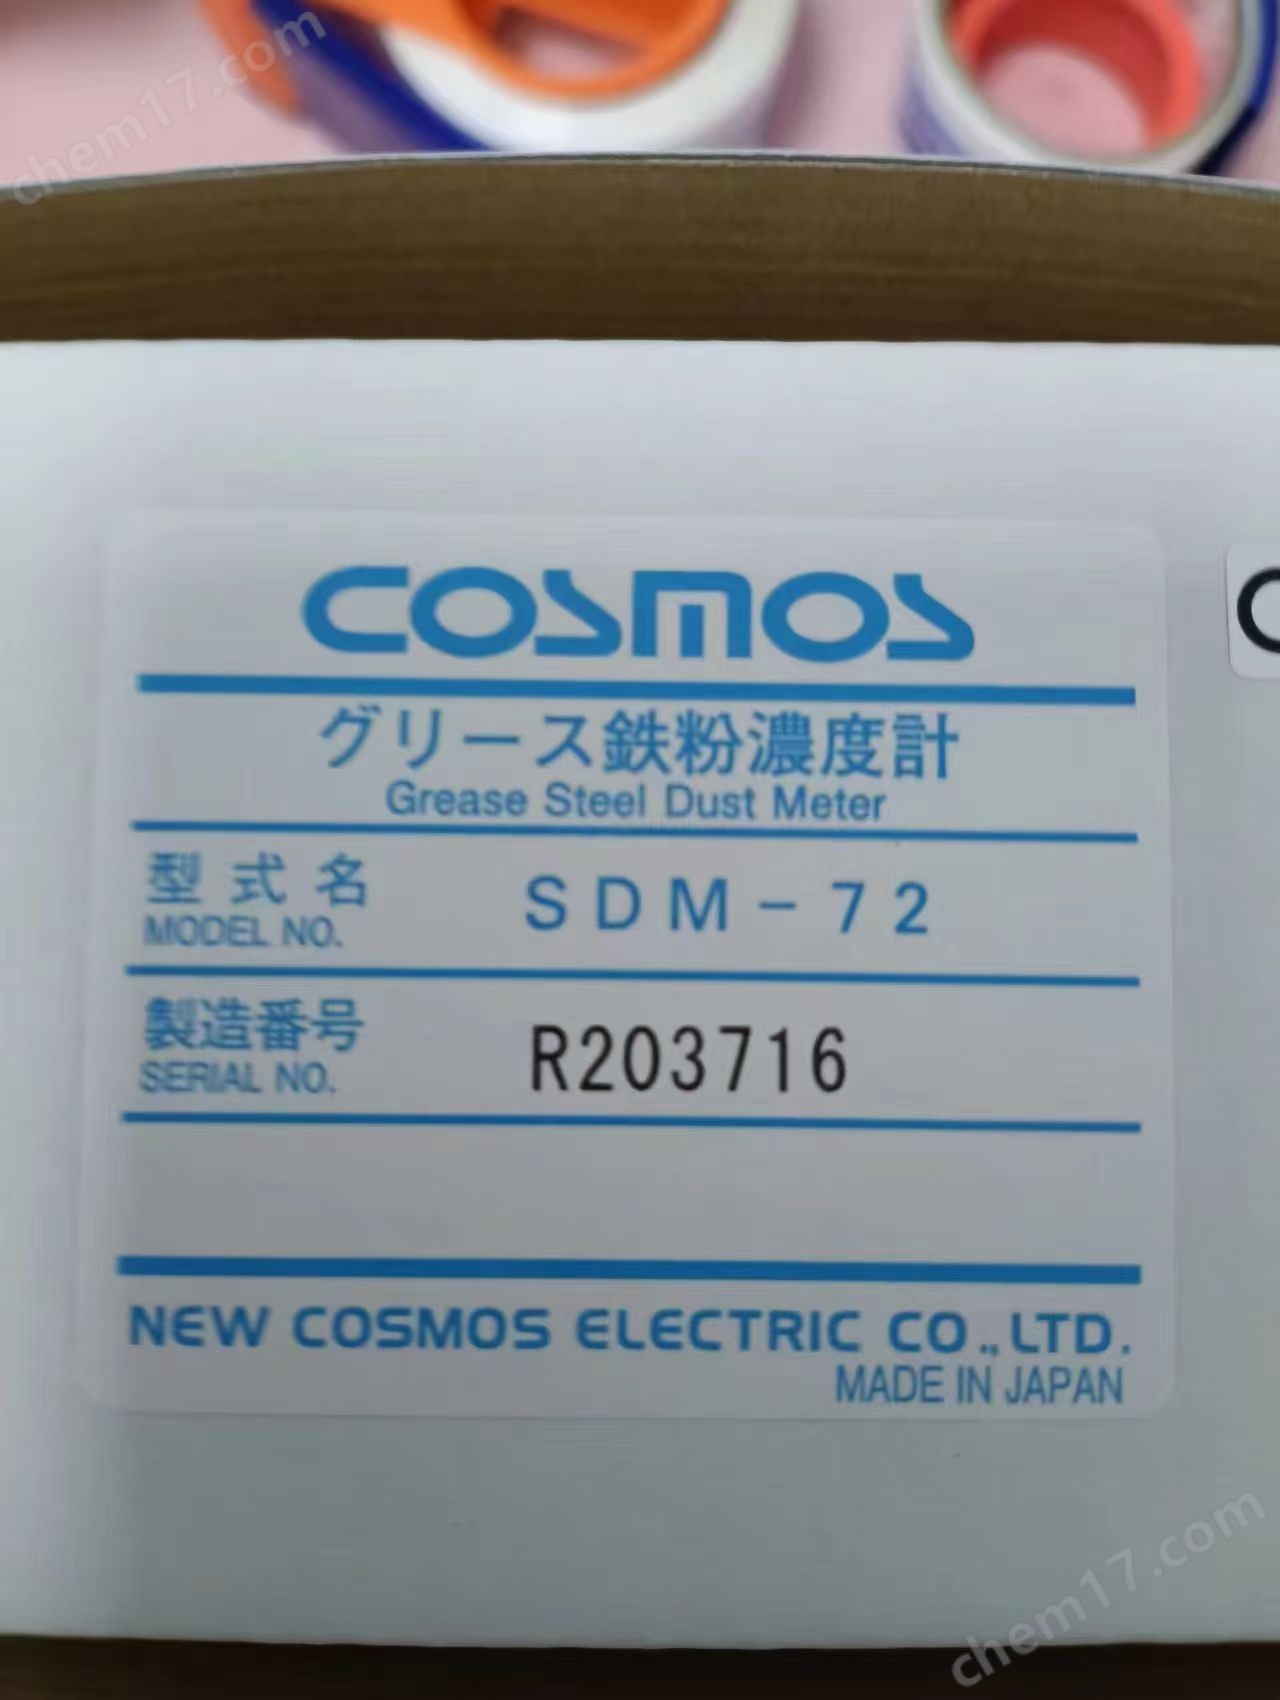 chem17.com
COSMOS
グリース鉄粉濃度計
Grease Steel Dust Meter
型式名 SDM-72
MODEL NO.
製造番号 R203716
SERIAL NO.
NEW COSMOS ELECTRIC CO.,LTD.
MADE IN JAPAN
chem17.com